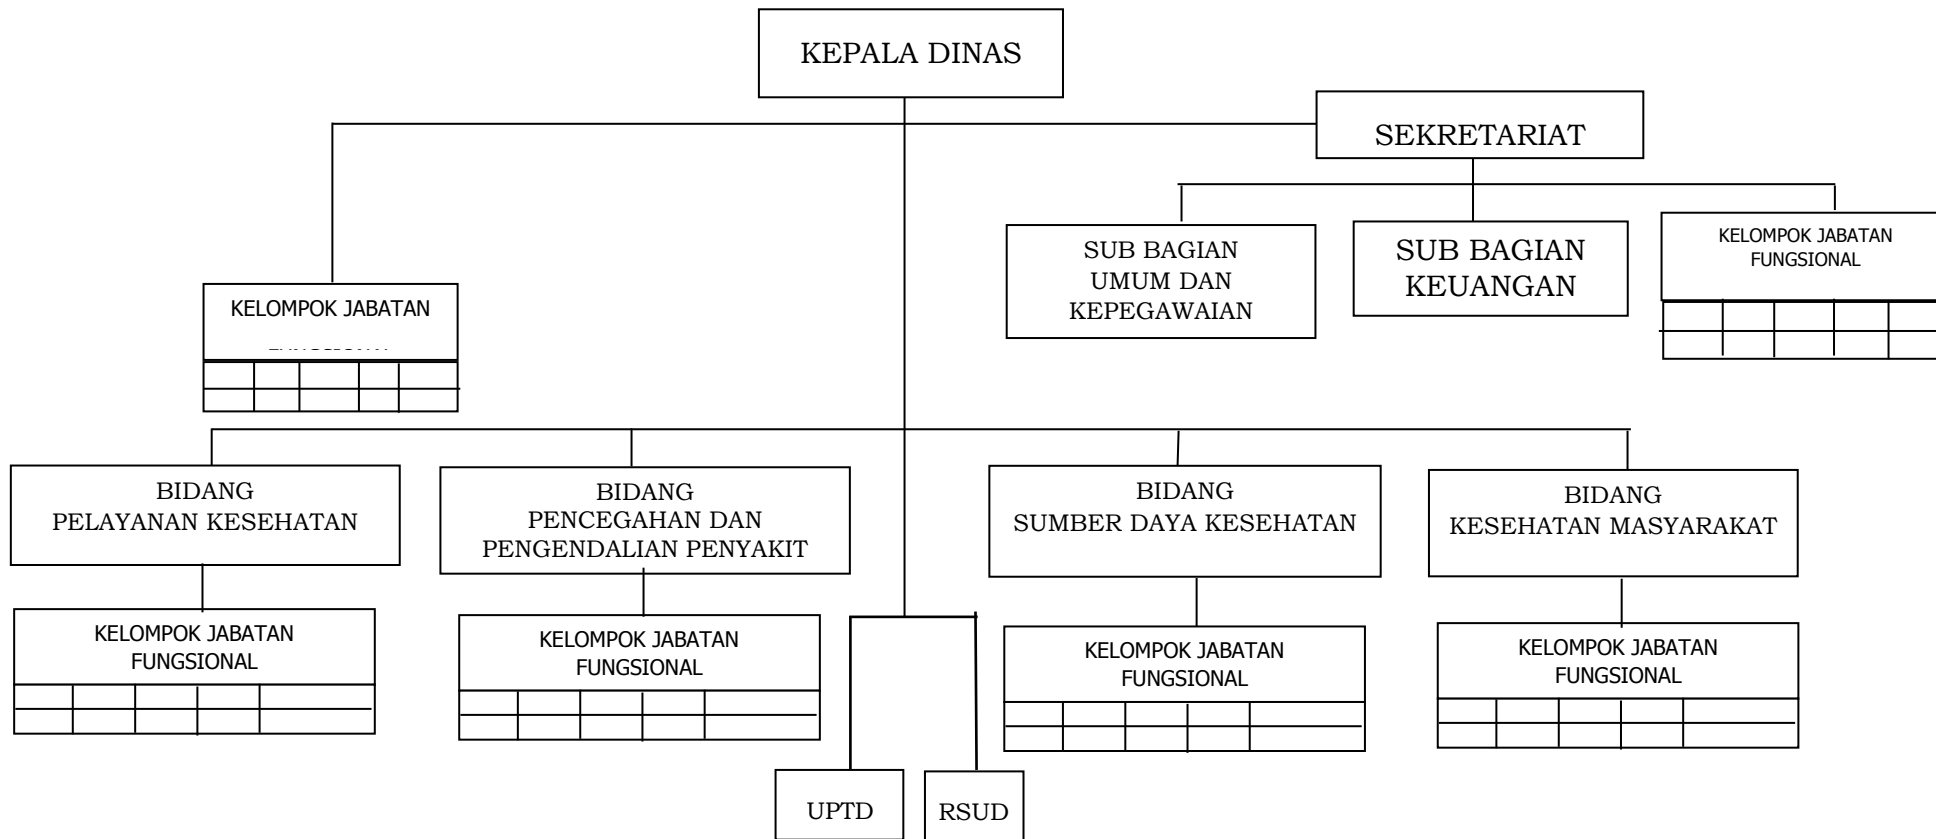 KEPALA DINAS
SEKRETARIAT
SUB BAGIAN
UMUM DAN
KEPEGAWAIAN
SUB BAGIAN
KEUANGAN
KELOMPOK JABATAN
FUNGSIONAL
KELOMPOK JABATAN
BIDANG
PELAYANAN KESEHATAN
BIDANG
PENCEGAHAN DAN
PENGENDALIAN PENYAKIT
BIDANG
SUMBER DAYA KESEHATAN
BIDANG
KESEHATAN MASYARAKAT
KELOMPOK JABATAN
FUNGSIONAL
KELOMPOK JABATAN
FUNGSIONAL
KELOMPOK JABATAN
FUNGSIONAL
KELOMPOK JABATAN
FUNGSIONAL
UPTD
RSUD